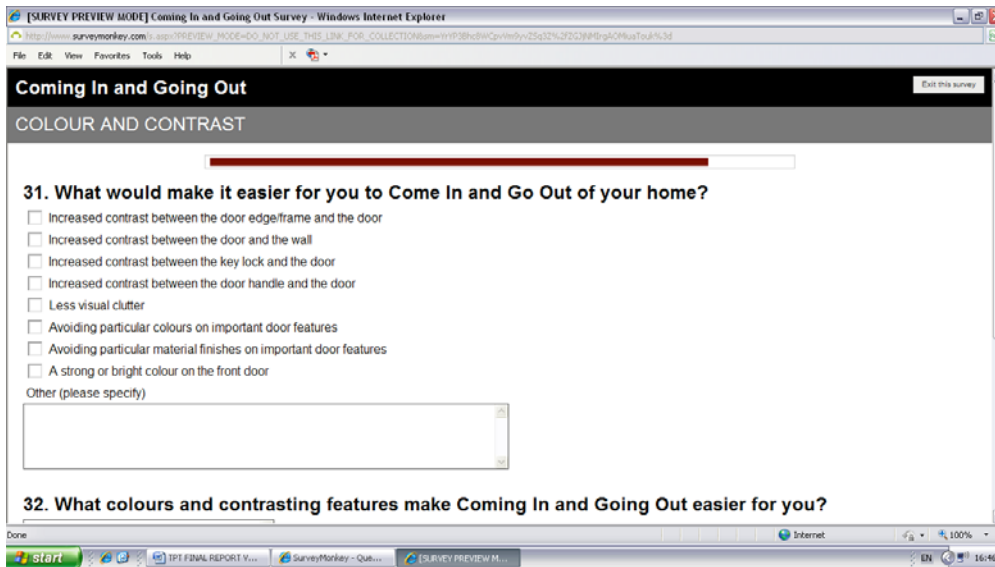 [SURVEY PREVIEW MODE] Coming In and Going Out Survey - Windows Internet Explorer
File Edit View Favorites Tools Help
Coming In and Going Out
Exit this survey
COLOUR AND CONTRAST
31. What would make it easier for you to Come In and Go Out of your home?
Increased contrast between the door edge/frame and the door
Increased contrast between the door and the wall
Increased contrast between the key lock and the door
Increased contrast between the door handle and the door
Less visual clutter
Avoiding particular colours on important door features
Avoiding particular material finishes on important door features
A strong or bright colour on the front door
Other (please specify)
32. What colours and contrasting features make Coming In and Going Out easier for you?
Done Internet 100%
start TPT FINAL REPORT V... SurveyMonkey - Que... [SURVEY PREVIEW M... EN 16:46